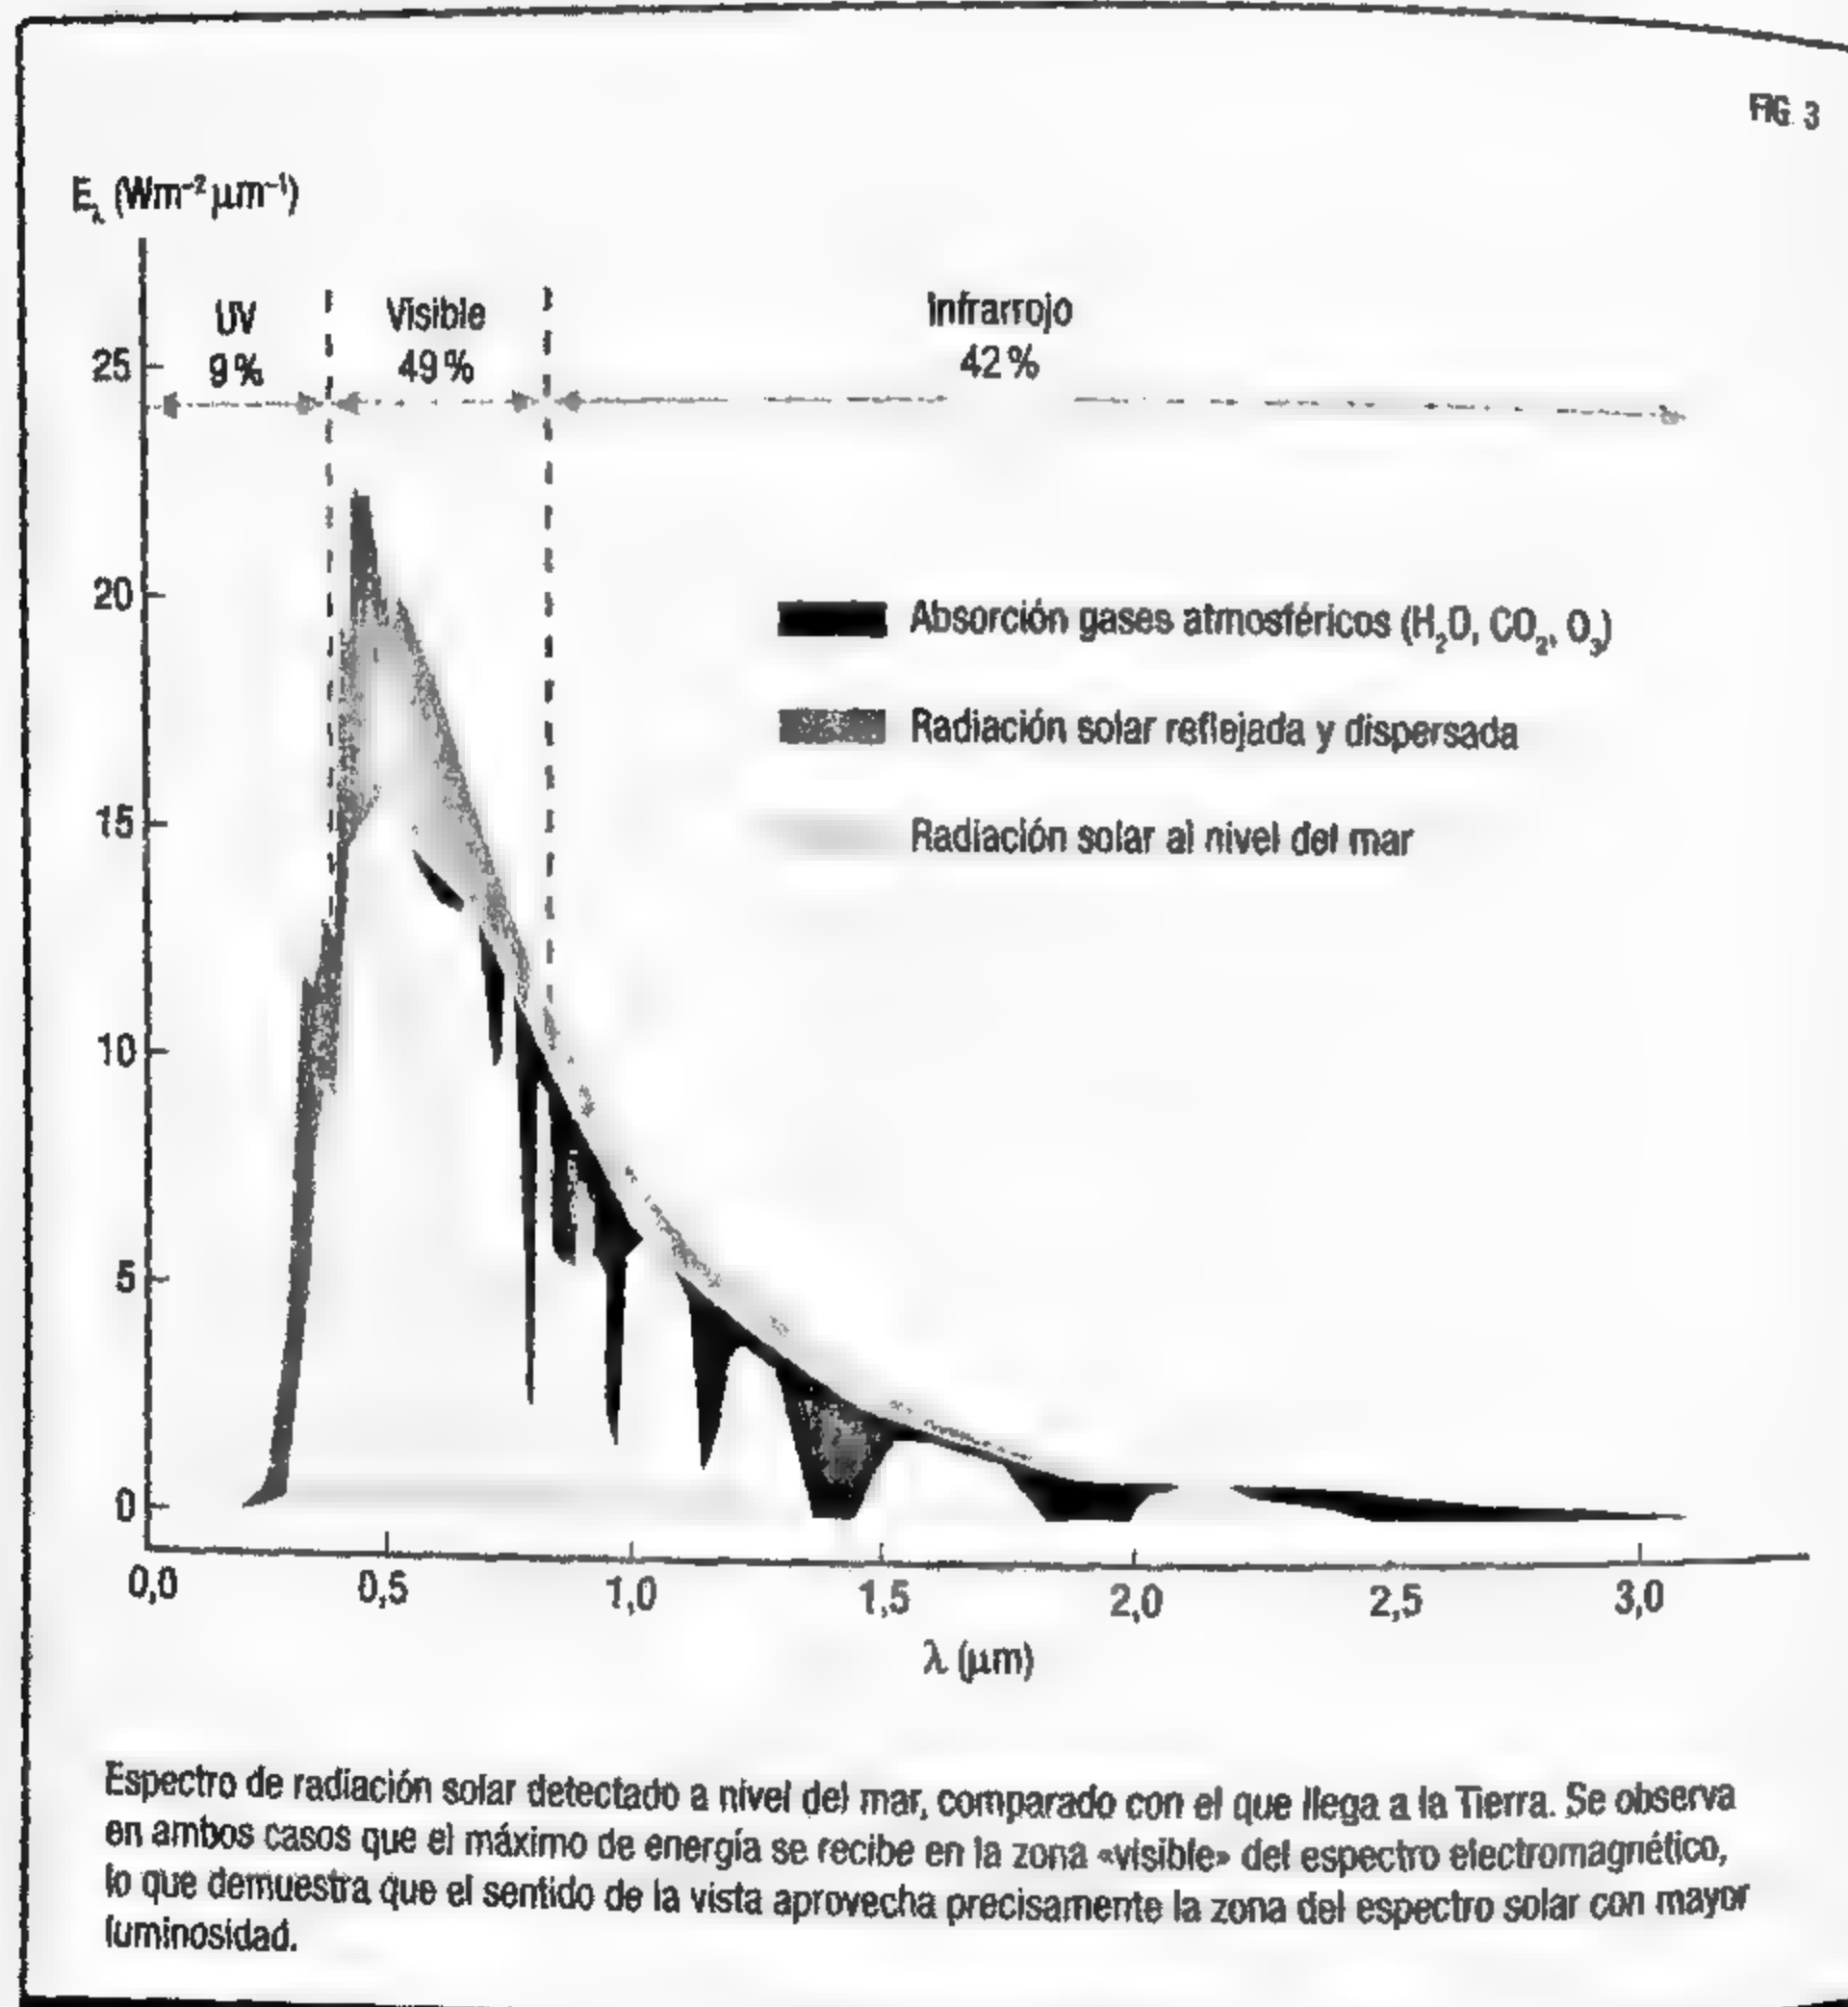 FIG. 3
Eλ (Wm⁻² μm⁻¹)
UV
9%
Visible
49%
Infrarrojo
42%
25
20
15
10
5
0
Absorción gases atmosféricos (H₂O, CO₂, O₃)
Radiación solar reflejada y dispersada
Radiación solar al nivel del mar
0,0 0,5 1,0 1,5 2,0 2,5 3,0
λ (μm)
Espectro de radiación solar detectado a nivel del mar, comparado con el que llega a la Tierra. Se observa
en ambos casos que el máximo de energía se recibe en la zona «visible» del espectro electromagnético,
lo que demuestra que el sentido de la vista aprovecha precisamente la zona del espectro solar con mayor
luminosidad.